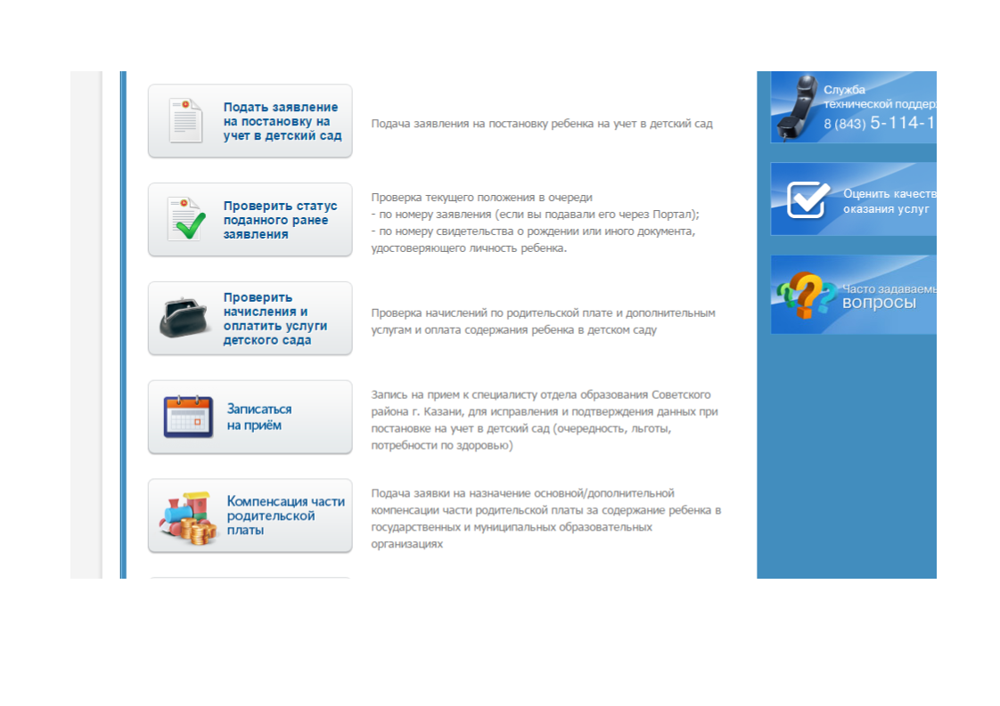 Подать заявление
на постановку на
учет в детский сад
Подача заявления на постановку ребенка на учет в детский сад
Проверить статус
поданного ранее
заявления
Проверка текущего положения в очереди
- по номеру заявления (если вы подавали его через Портал);
- по номеру свидетельства о рождении или иного документа,
удостоверяющего личность ребенка.
Проверить
начисления и
оплатить услуги
детского сада
Проверка начислений по родительской плате и дополнительным
услугам и оплата содержания ребенка в детском саду
Записаться
на приём
Запись на прием к специалисту отдела образования Советского
района г. Казани, для исправления и подтверждения данных при
постановке на учет в детский сад (очередность, льготы,
потребности по здоровью)
Компенсация части
родительской
платы
Подача заявки на назначение основной/дополнительной
компенсации части родительской платы за содержание ребенка в
государственных и муниципальных образовательных
организациях
Служба
технической
8 (843) 5-114-1
Оценить
оказания услуг
Часто
вопросы